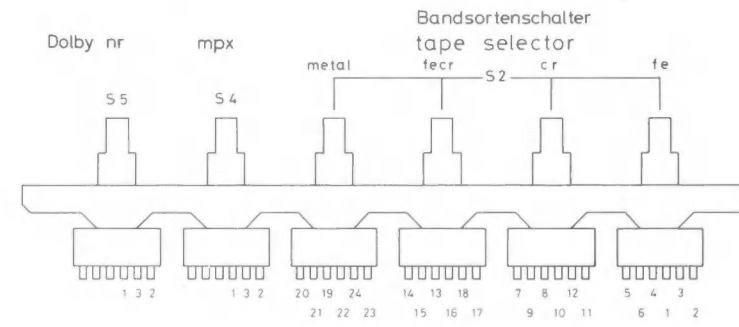 Bandsortenschalter
Dolby nr mpx tape selector
metal fecr cr fe
S2
S5 S4
1 3 2 1 3 2 20 19 24 14 13 18 7 8 12 5 4 3
21 22 23 15 16 17 9 10 11 6 1 2